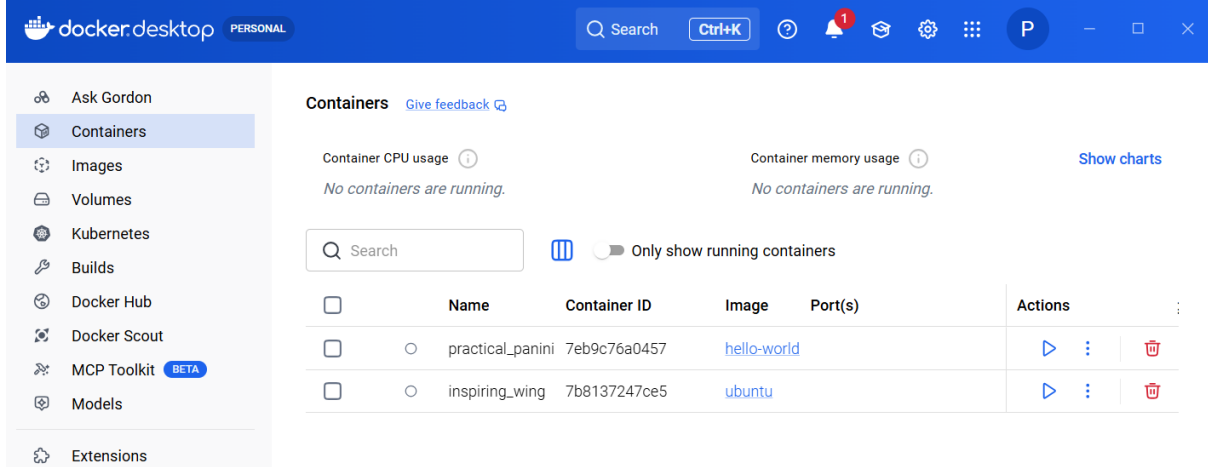 docker.desktop PERSONAL Search Ctrl+K 1 P
Ask Gordon
Containers
Images
Volumes
Kubernetes
Builds
Docker Hub
Docker Scout
MCP Toolkit BETA
Models
Extensions
Containers Give feedback
Container CPU usage Container memory usage Show charts
No containers are running. No containers are running.
Search Only show running containers
Name Container ID Image Port(s) Actions
practical_panini 7eb9c76a0457 hello-world
inspiring_wing 7b8137247ce5 ubuntu